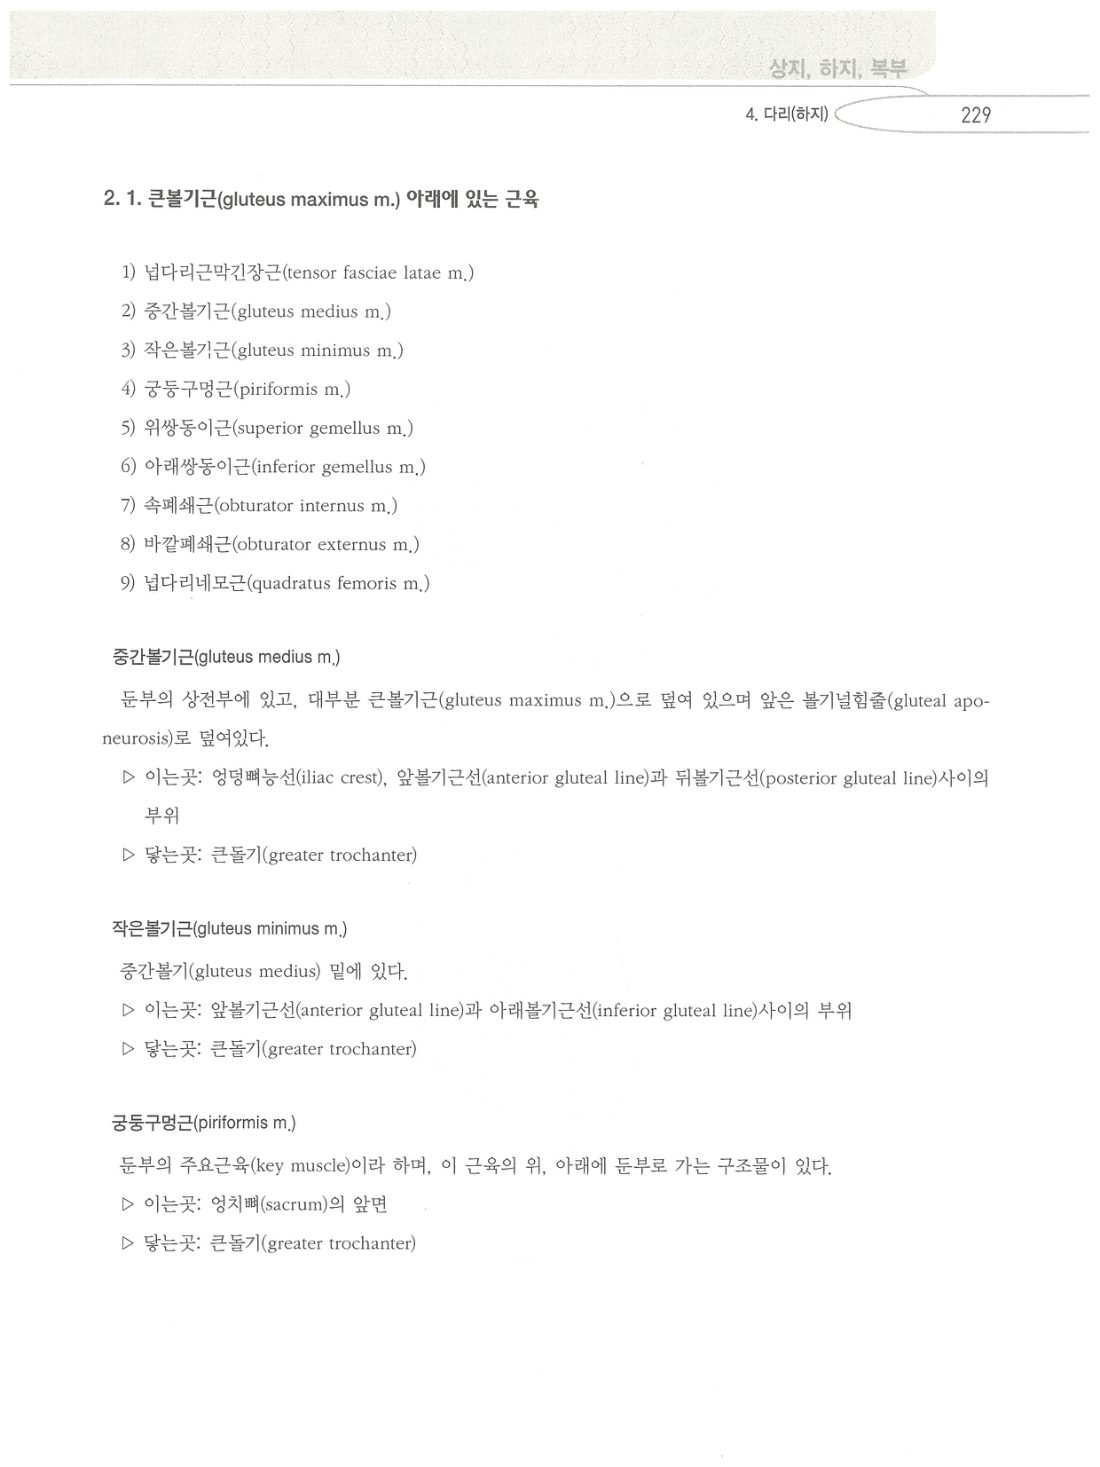 상지, 하지, 복부
4. 다리(하지) 229
2. 1. 큰볼기근(gluteus maximus m.) 아래에 있는 근육
1) 넙다리근막긴장근(tensor fasciae latae m.)
2) 중간볼기근(gluteus medius m.)
3) 작은볼기근(gluteus minimus m.)
4) 궁둥구멍근(piriformis m.)
5) 위쌍동이근(superior gemellus m.)
6) 아래쌍동이근(inferior gemellus m.)
7) 속폐쇄근(obturator internus m.)
8) 바깥폐쇄근(obturator externus m.)
9) 넙다리네모근(quadratus femoris m.)
중간볼기근(gluteus medius m.)
둔부의 상전부에 있고, 대부분 큰볼기근(gluteus maximus m.)으로 덮여 있으며 앞은 볼기널힘줄(gluteal apo-
neurosis)로 덮여있다.
▷ 이는곳: 엉덩뼈능선(iliac crest), 앞볼기근선(anterior gluteal line)과 뒤볼기근선(posterior gluteal line)사이의
부위
▷ 닿는곳: 큰돌기(greater trochanter)
작은볼기근(gluteus minimus m.)
중간볼기(gluteus medius) 밑에 있다.
▷ 이는곳: 앞볼기근선(anterior gluteal line)과 아래볼기근선(inferior gluteal line)사이의 부위
▷ 닿는곳: 큰돌기(greater trochanter)
궁둥구멍근(piriformis m.)
둔부의 주요근육(key muscle)이라 하며, 이 근육의 위, 아래에 둔부로 가는 구조물이 있다.
▷ 이는곳: 엉치뼈(sacrum)의 앞면
▷ 닿는곳: 큰돌기(greater trochanter)